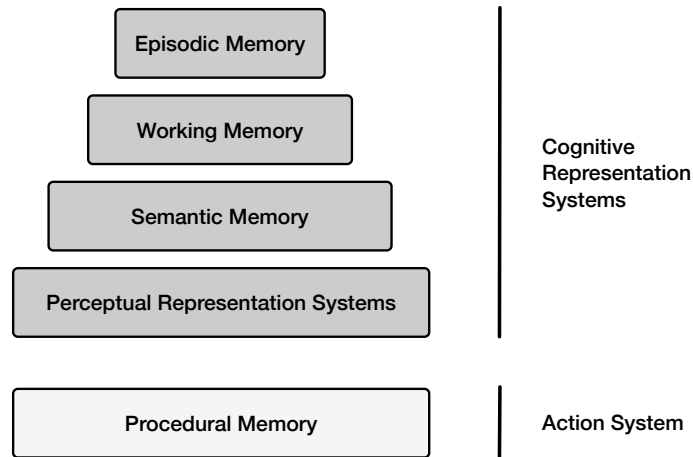 Episodic Memory
Working Memory
Semantic Memory
Perceptual Representation Systems
Cognitive
Representation
Systems
Procedural Memory
Action System